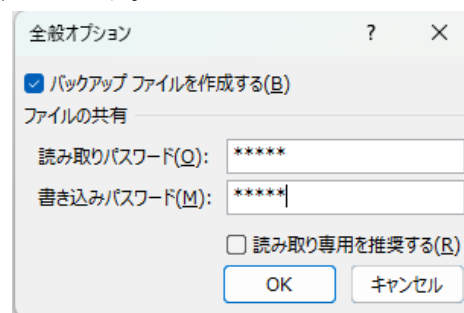 全般オプション ? ×
バックアップ ファイルを作成する(B)
ファイルの共有
読み取りパスワード(O): *****
書き込みパスワード(M): *****
読み取り専用を推奨する(R)
OK キャンセル